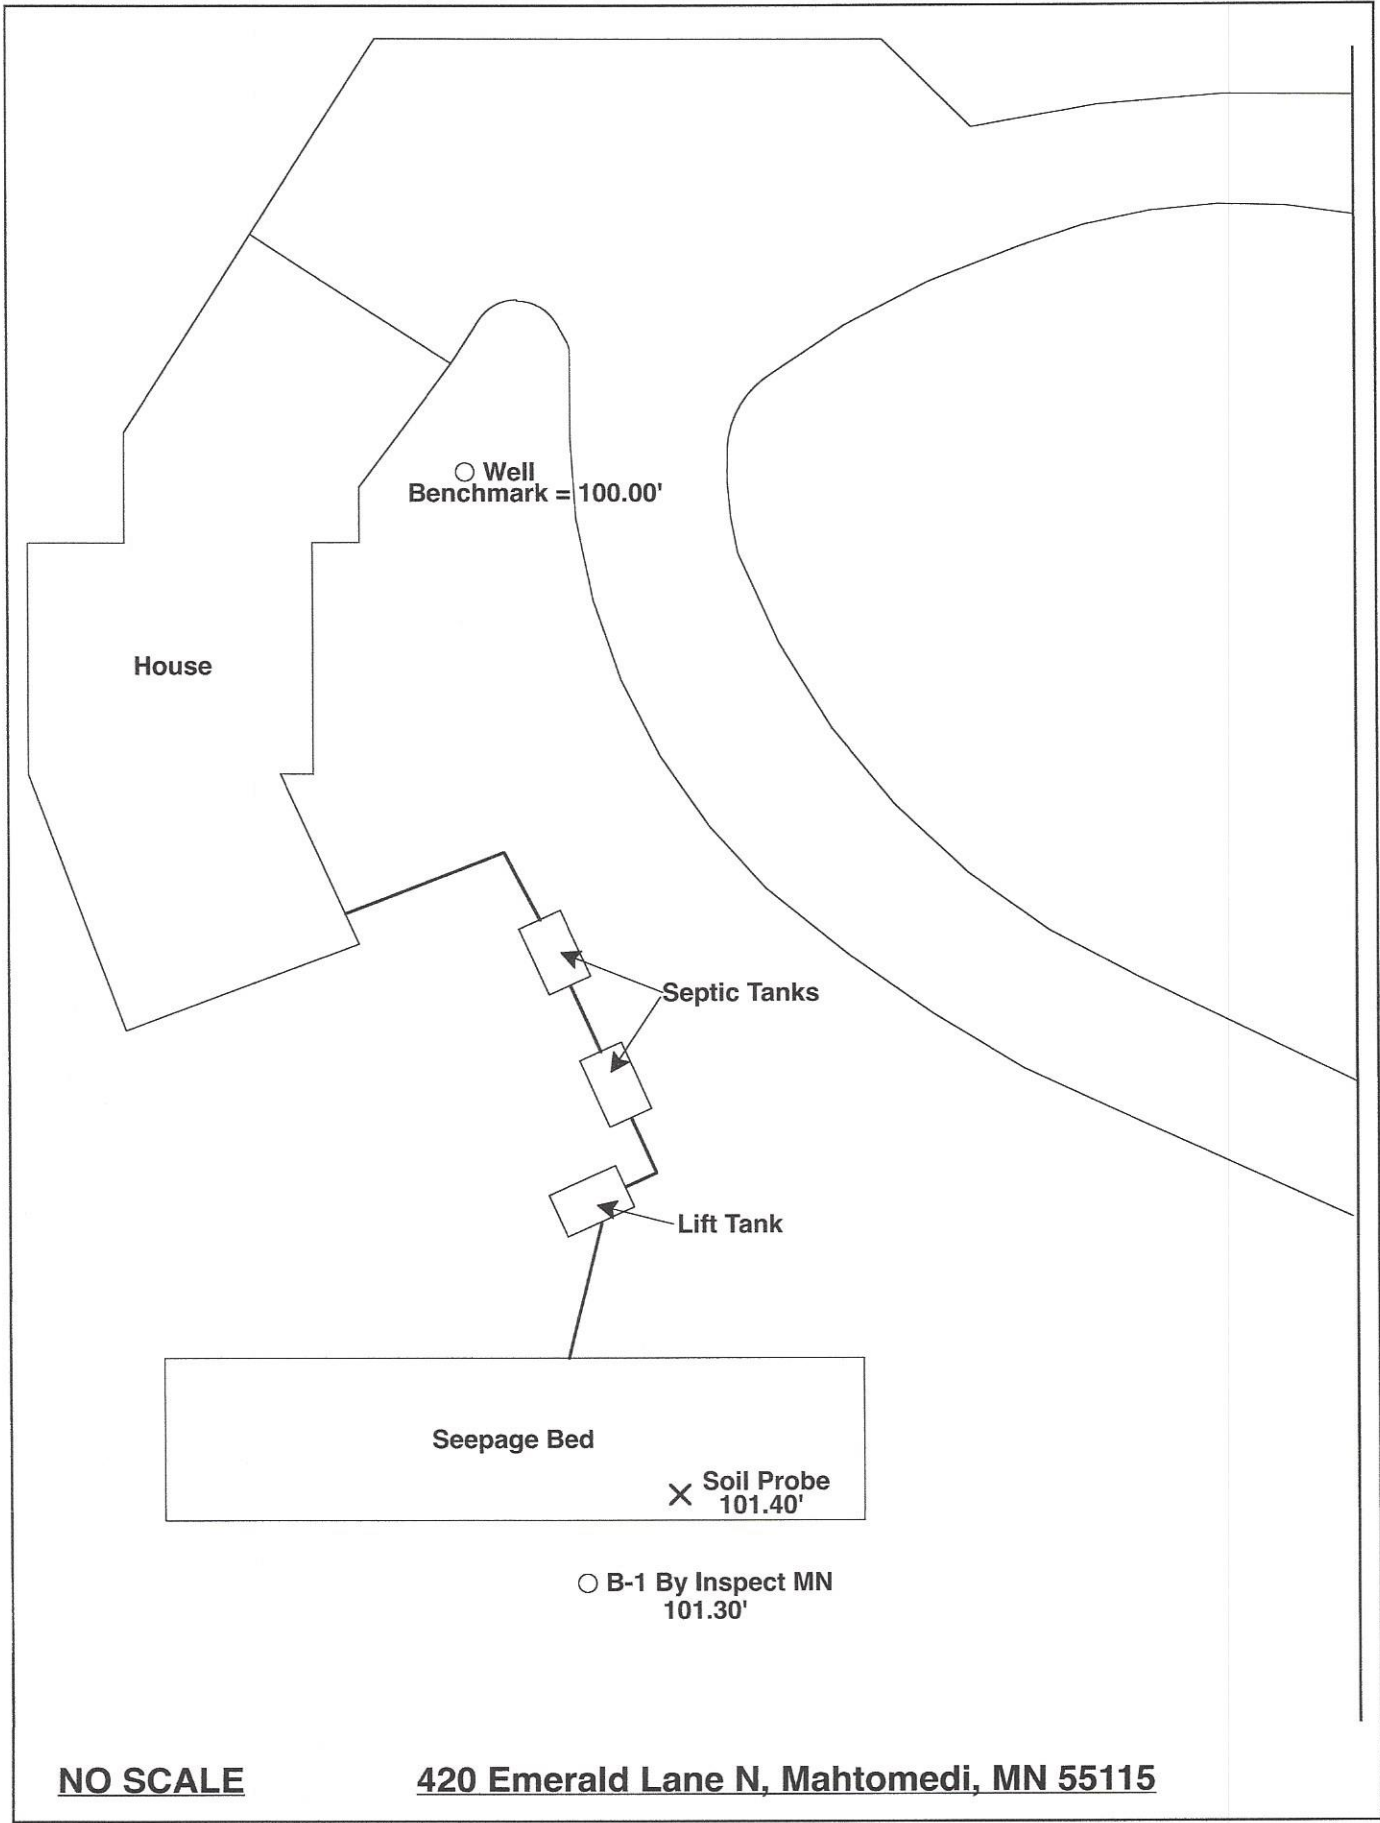 Well
Benchmark = 100.00'
House
Septic Tanks
Lift Tank
Seepage Bed
Soil Probe
101.40'
B-1 By Inspect MN
101.30'
NO SCALE
420 Emerald Lane N, Mahtomedi, MN 55115